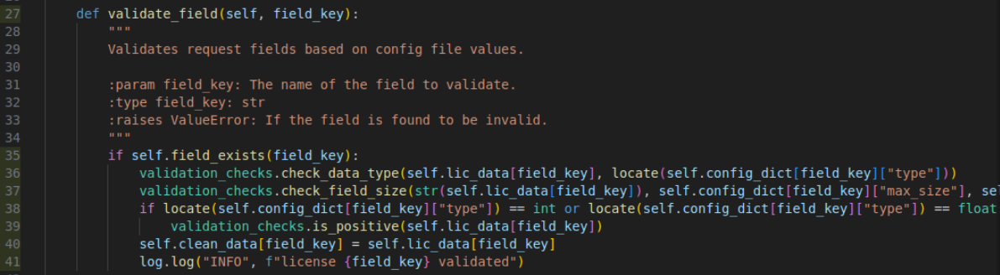 27 def validate_field(self, field_key):
28 """
29 Validates request fields based on config file values.
30
31 :param field_key: The name of the field to validate.
32 :type field_key: str
33 :raises ValueError: If the field is found to be invalid.
34 """
35 if self.field_exists(field_key):
36 validation_checks.check_data_type(self.lic_data[field_key], locate(self.config_dict[field_key]["type"]))
37 validation_checks.check_field_size(str(self.lic_data[field_key]), self.config_dict[field_key]["max_size"], se
38 if locate(self.config_dict[field_key]["type"]) == int or locate(self.config_dict[field_key]["type"]) == float
39 validation_checks.is_positive(self.lic_data[field_key])
40 self.clean_data[field_key] = self.lic_data[field_key]
41 log.log("INFO", f"license {field_key} validated")